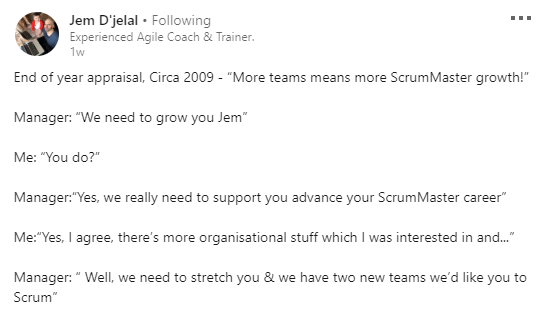 Jem D'jelal • Following
Experienced Agile Coach & Trainer.
1w
End of year appraisal, Circa 2009 - “More teams means more ScrumMaster growth!”
Manager: “We need to grow you Jem”
Me: “You do?”
Manager:“Yes, we really need to support you advance your ScrumMaster career”
Me:“Yes, I agree, there’s more organisational stuff which I was interested in and...”
Manager: “ Well, we need to stretch you & we have two new teams we’d like you to
Scrum”